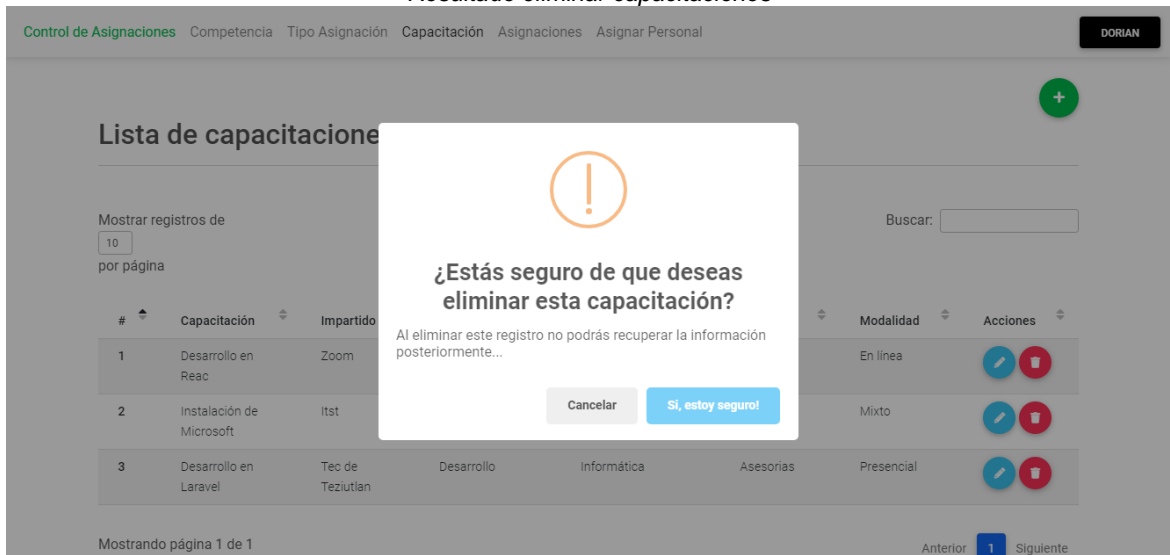 Resultado eliminar capacitaciones
Control de Asignaciones Competencia Tipo Asignación Capacitación Asignaciones Asignar Personal DORIAN
+
Lista de capacitacione
Mostrar registros de
10
por página
Buscar:
¿Estás seguro de que deseas
eliminar esta capacitación?
Al eliminar este registro no podrás recuperar la información
posteriormente...
Cancelar Si, estoy seguro!
# Capacitación Impartido Modalidad Acciones
1 Desarrollo en Zoom En línea
Reac
2 Instalación de Itst Mixto
Microsoft
3 Desarrollo en Tec de Desarrollo Informática Asesorias Presencial
Laravel Teziutlan
Mostrando página 1 de 1 Anterior 1 Siguiente